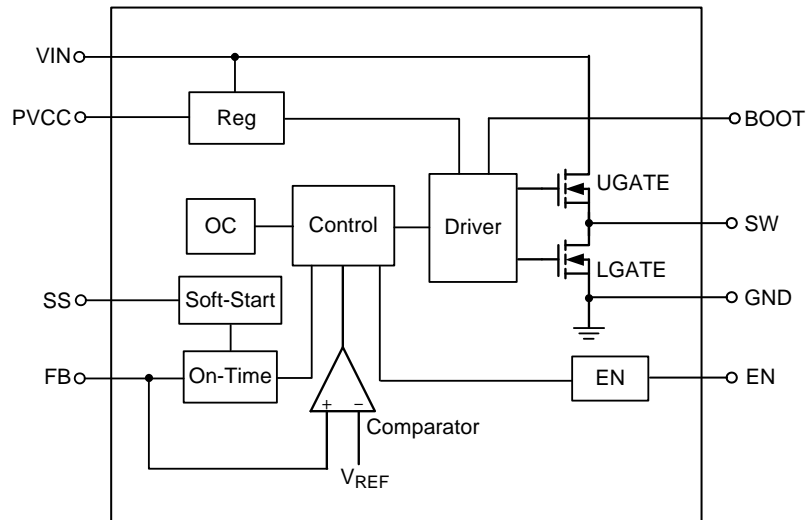 VIN
PVCC
Reg
BOOT
UGATE
OC
Control
Driver
SW
LGATE
SS
Soft-Start
GND
FB
On-Time
EN
EN
+ −
Comparator
VREF